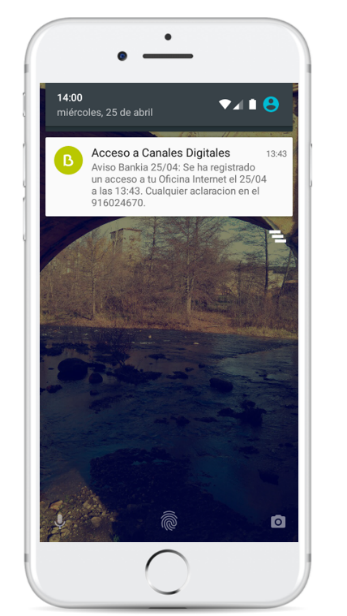 14:00
miércoles, 25 de abril
B
Acceso a Canales Digitales 13:43
Aviso Bankia 25/04: Se ha registrado
un acceso a tu Oficina Internet el 25/04
a las 13:43. Cualquier aclaracion en el
916024670.